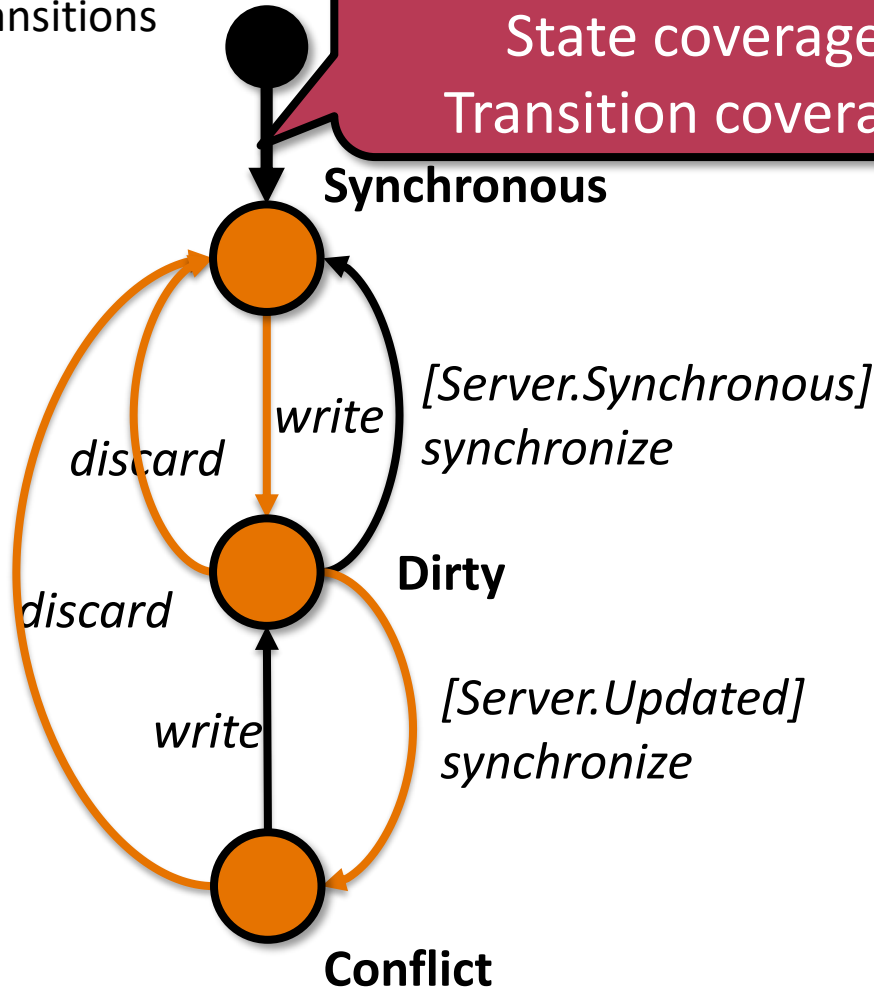 ansitions
State coverage
Transition covera
Synchronous
[Server.Synchronous]
write
synchronize
discard
Dirty
discard
[Server.Updated]
write
synchronize
Conflict